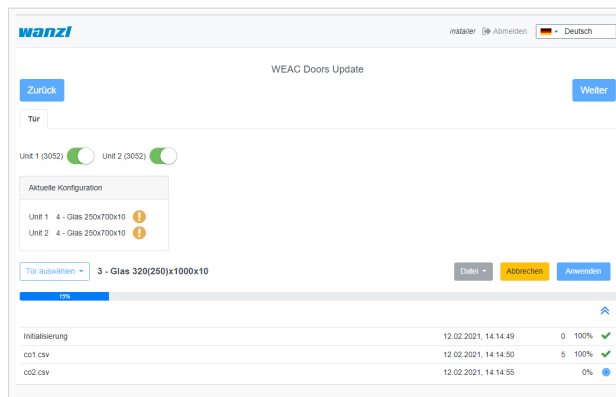 wanzl
installer Abmelden Deutsch
WEAC Doors Update
Zurück Weiter
Tür
Unit 1 (3052) Unit 2 (3052)
Aktuelle Konfiguration
Unit 1 4 - Glas 250x700x10
Unit 2 4 - Glas 250x700x10
Tür auswählen 3 - Glas 320(250)x1000x10 Datei Abbrechen Anwenden
15%
Initialisierung 12.02.2021, 14:14:49 0 100%
co1.csv 12.02.2021, 14:14:50 5 100%
co2.csv 12.02.2021, 14:14:55 0%